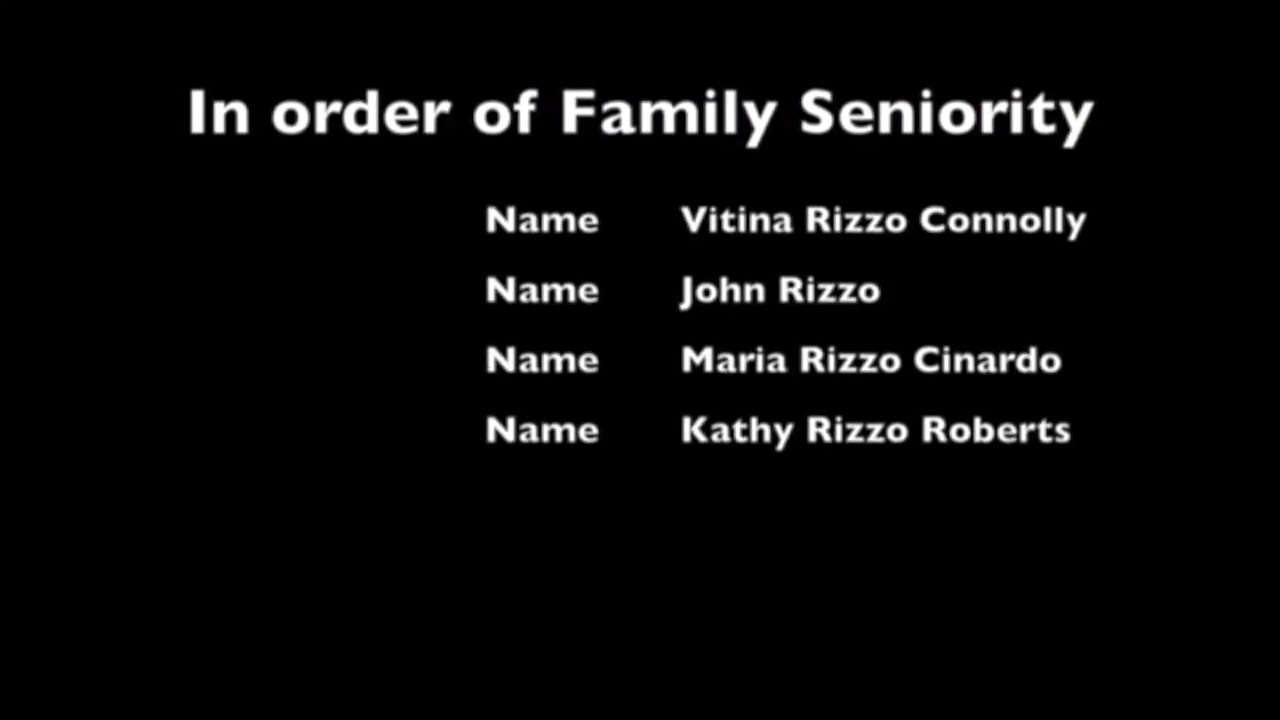 In order of Family Seniority
Name Vitina Rizzo Connolly
Name John Rizzo
Name Maria Rizzo Cinardo
Name Kathy Rizzo Roberts